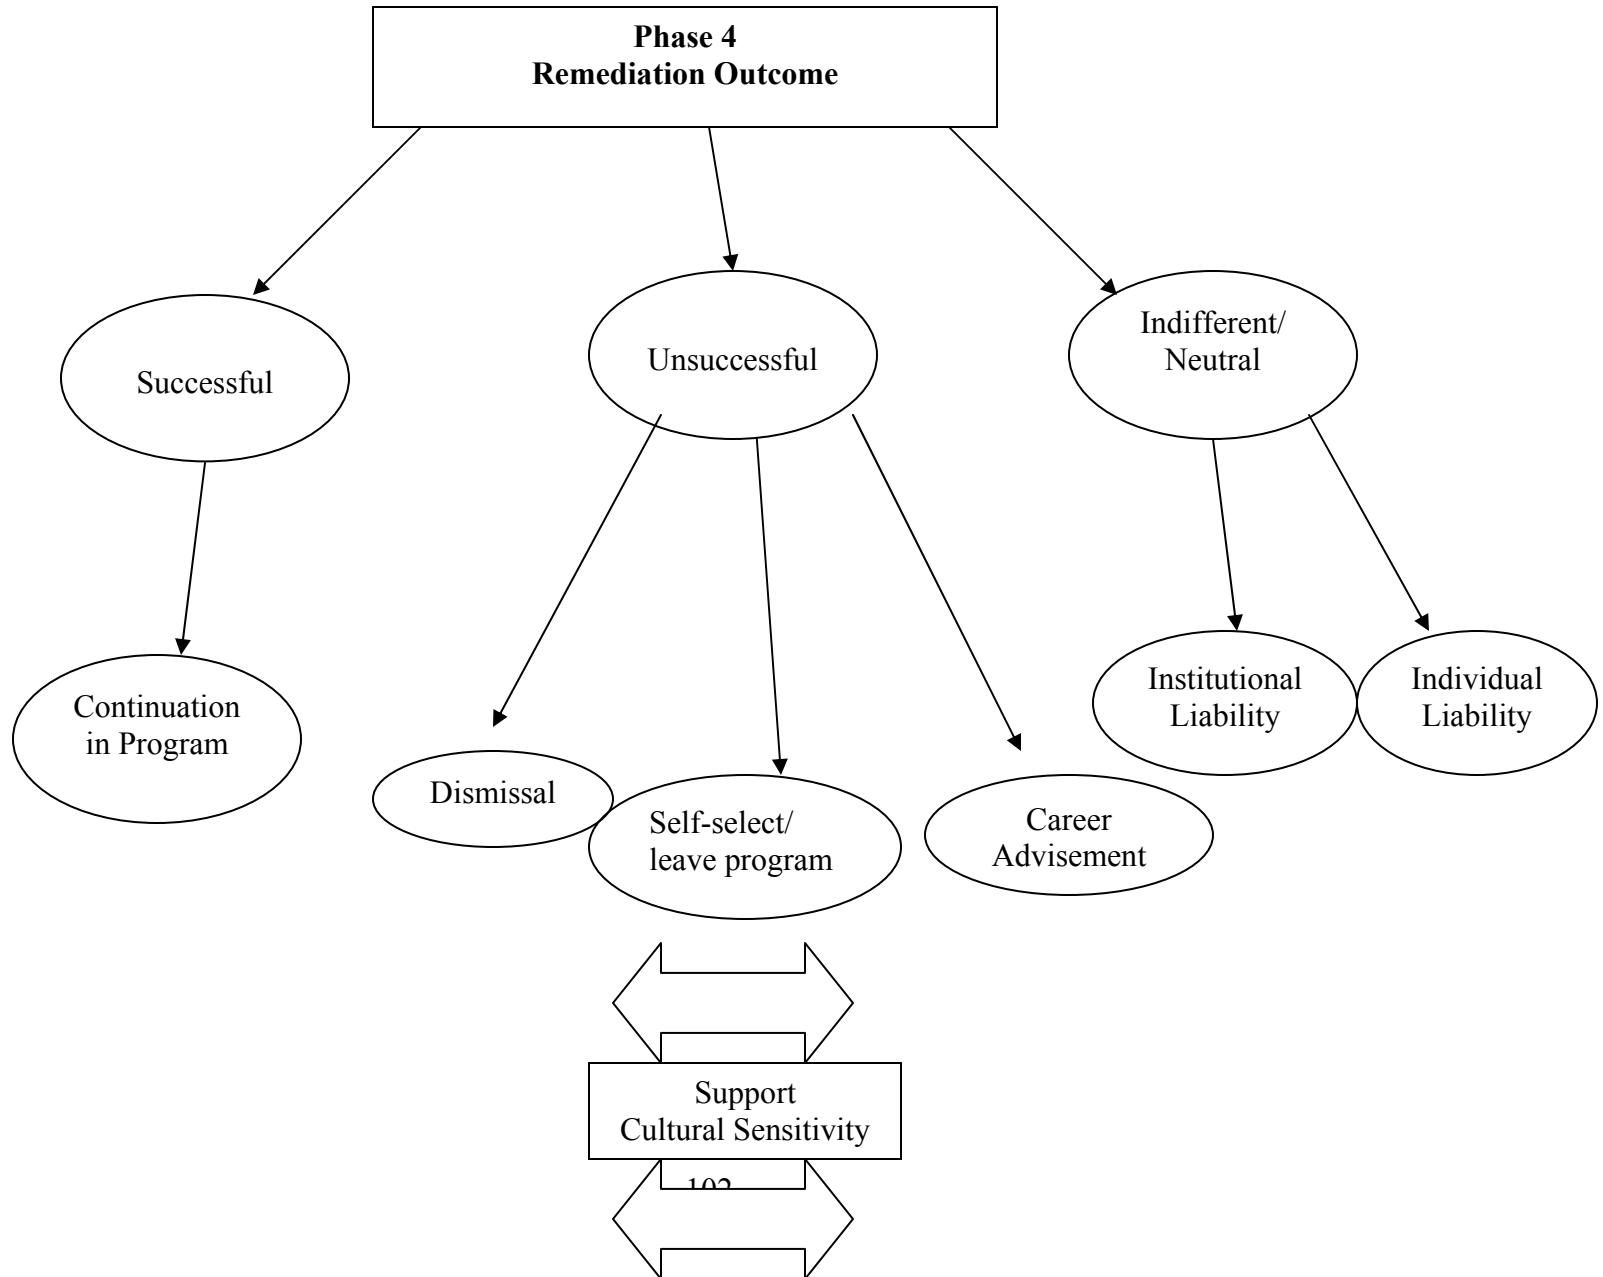 Phase 4
Remediation Outcome
Successful
Unsuccessful
Indifferent/
Neutral
Continuation
in Program
Dismissal
Self-select/
leave program
Career
Advisement
Institutional
Liability
Individual
Liability
Support
Cultural Sensitivity
102